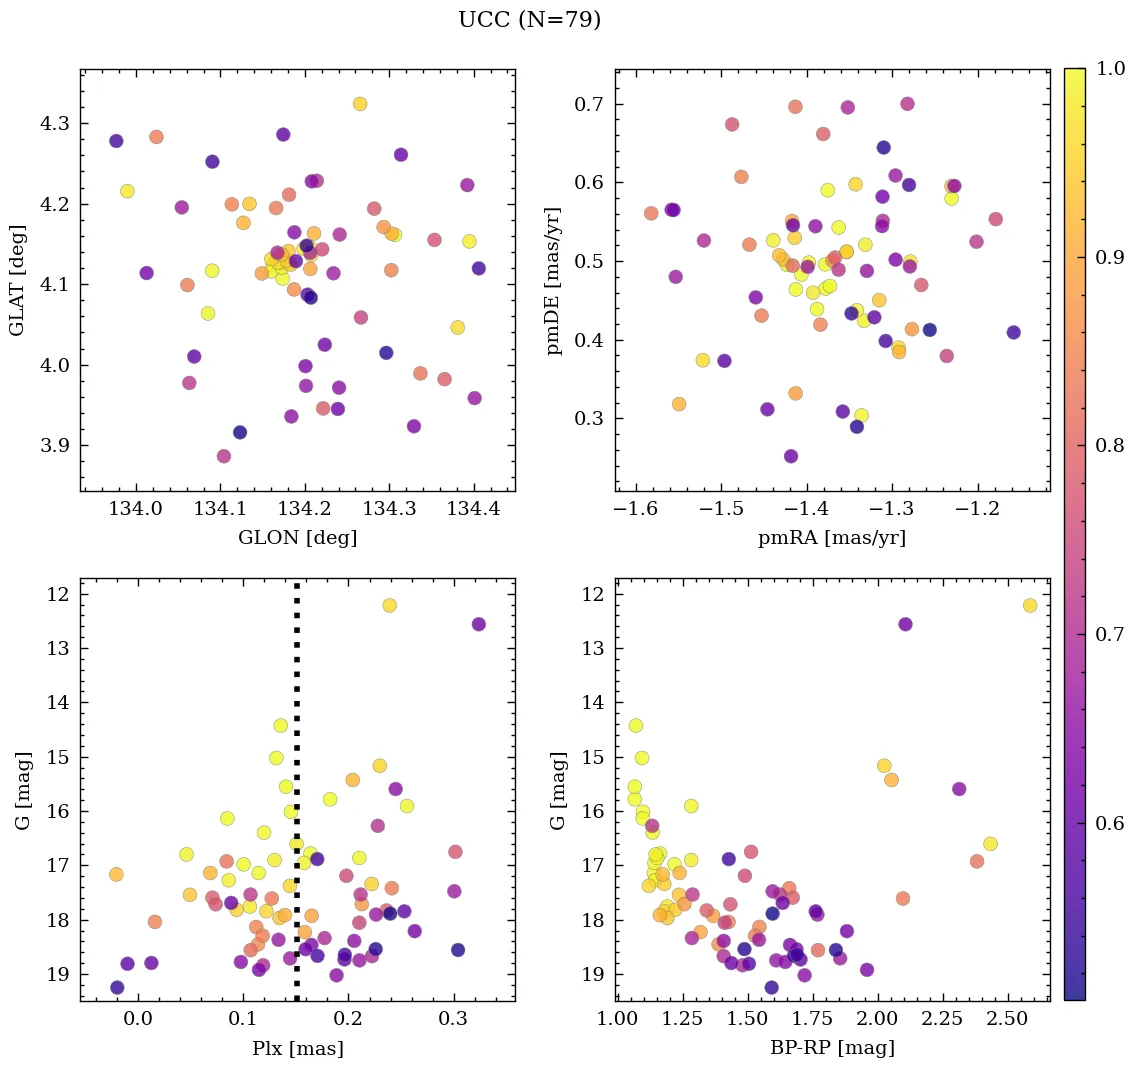 UCC (N=79)
4.3
4.2
4.1
4.0
3.9
GLAT [deg]
134.0 134.1 134.2 134.3 134.4
GLON [deg]
0.7
0.6
0.5
0.4
0.3
pmDE [mas/yr]
−1.6 −1.5 −1.4 −1.3 −1.2
pmRA [mas/yr]
1.0
0.9
0.8
0.7
0.6
12
13
14
15
16
17
18
19
G [mag]
0.0 0.1 0.2 0.3
Plx [mas]
12
13
14
15
16
17
18
19
G [mag]
1.00 1.25 1.50 1.75 2.00 2.25 2.50
BP-RP [mag]